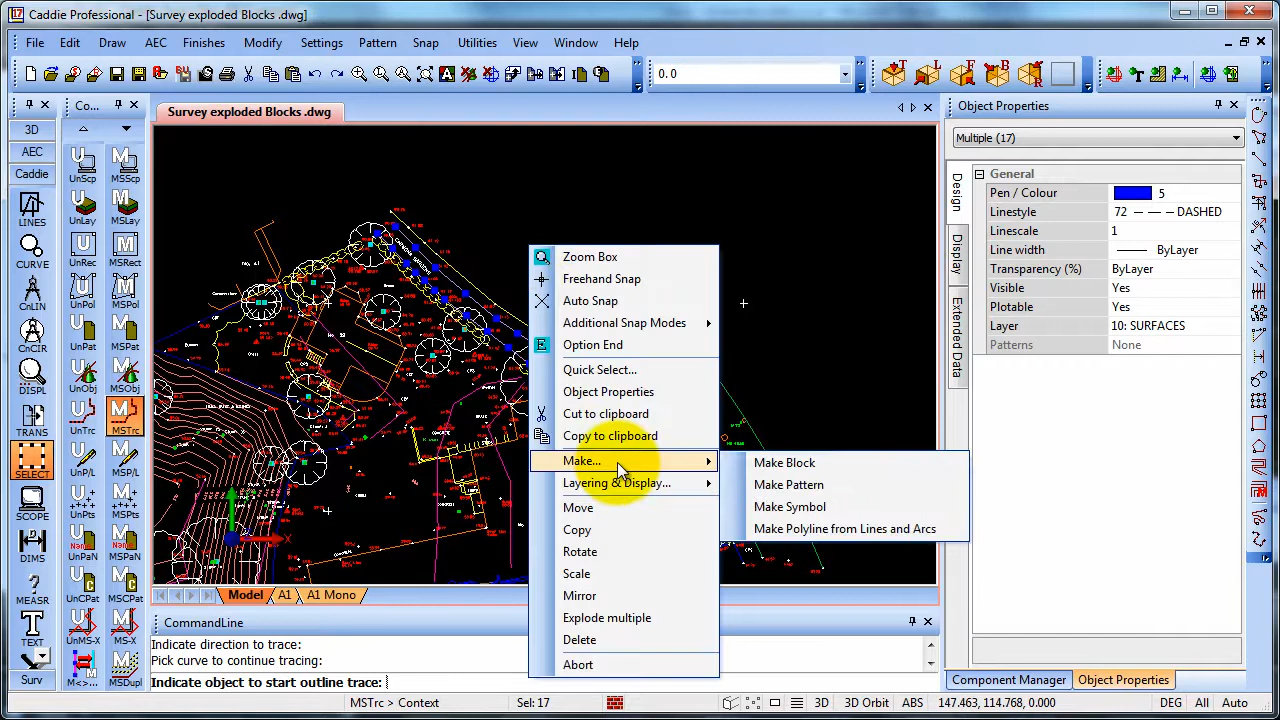 Caddie Professional - [Survey exploded Blocks .dwg]
File Edit Draw AEC Finishes Modify Settings Pattern Snap Utilities View Window Help
0. 0
Co...
Survey exploded Blocks .dwg
Object Properties
3D
AEC
Caddie
LINES
CURVE
CnLIN
CnCIR
DISPL
TRANS
SELECT
SCOPE
DIMS
MEASR
TEXT
Surv
UnScp MSScp
UnLay MSLay
UnRec MSRect
UnPol MSPol
UnPat MSPat
UnObj MSObj
UnTrc MSTrc
UnP/L MSP/L
UnPts MSPts
UnPaN MSPaN
UnCPat MSCPat
UnMS-X MS-X
M<>... MSDupl
Zoom Box
Freehand Snap
Auto Snap
Additional Snap Modes
Option End
Quick Select...
Object Properties
Cut to clipboard
Copy to clipboard
Make...
Layering & Display...
Move
Copy
Rotate
Scale
Mirror
Explode multiple
Delete
Abort
Make Block
Make Pattern
Make Symbol
Make Polyline from Lines and Arcs
Multiple (17)
Design
Display
Extended Data
General
Pen / Colour 5
Linestyle 72 DASHED
Linescale 1
Line width ByLayer
Transparency (%) ByLayer
Visible Yes
Plotable Yes
Layer 10: SURFACES
Patterns None
Model A1 A1 Mono
CommandLine
Indicate direction to trace:
Pick curve to continue tracing:
Indicate object to start outline trace:
Component Manager Object Properties
MSTrc > Context Sel: 17 3D 3D Orbit ABS 147.463, 114.768, 0.000 DEG All Auto